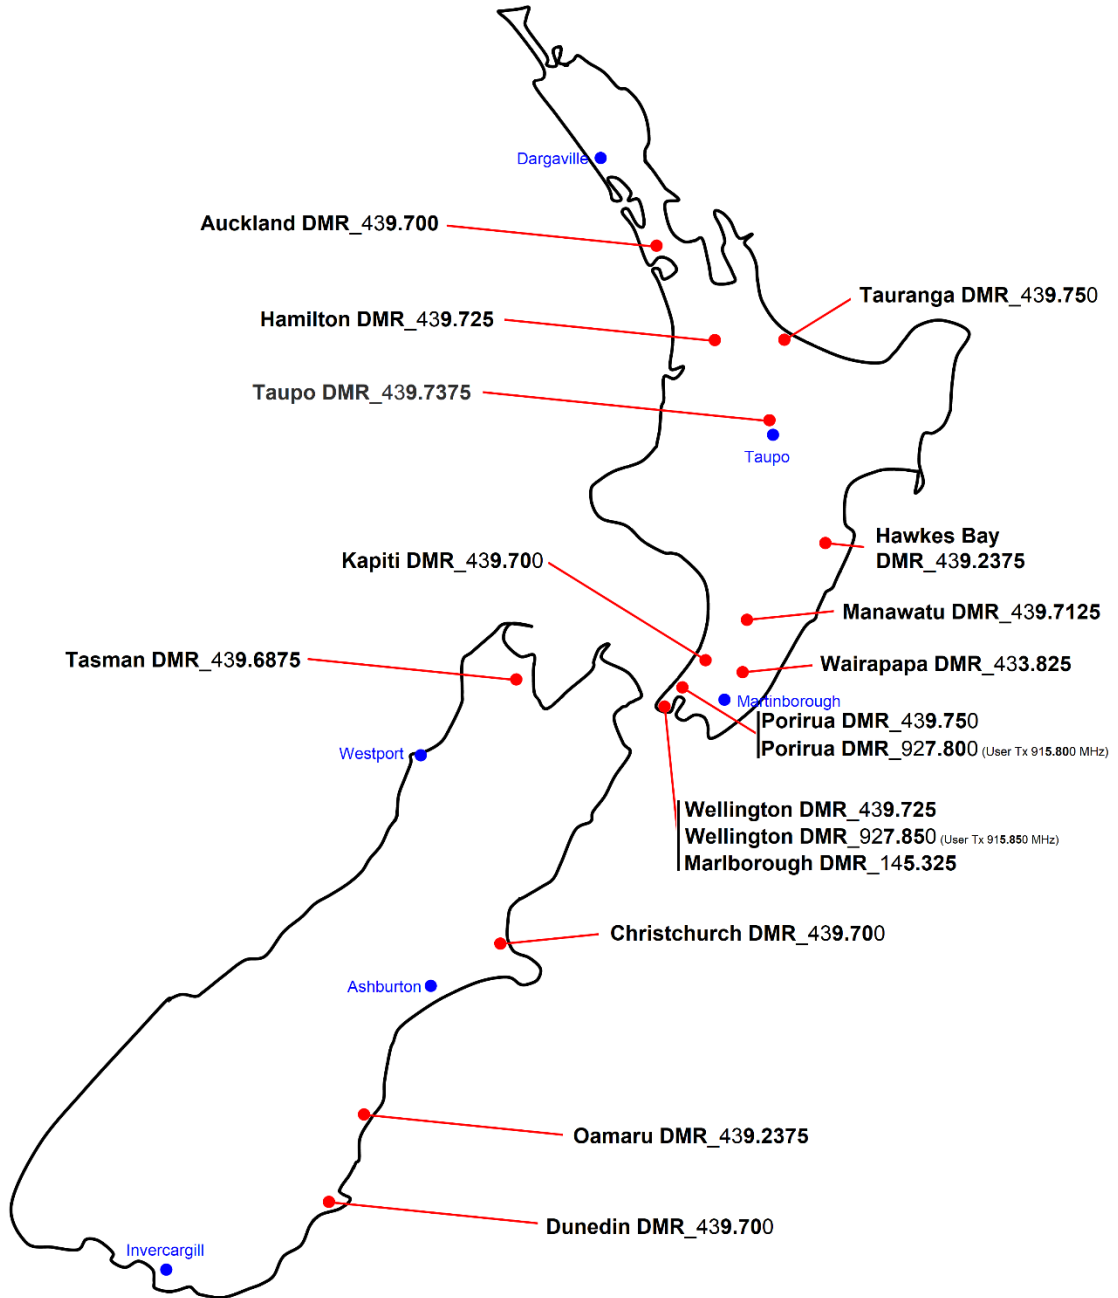 Dargaville
Auckland DMR_439.700
Tauranga DMR_439.750
Hamilton DMR_439.725
Taupo DMR_439.7375
Taupo
Hawkes Bay
DMR_439.2375
Kapiti DMR_439.700
Manawatu DMR_439.7125
Tasman DMR_439.6875
Wairapapa DMR_433.825
Martinborough
Porirua DMR_439.750
Porirua DMR_927.800 (User Tx 915.800 MHz)
Westport
Wellington DMR_439.725
Wellington DMR_927.850 (User Tx 915.850 MHz)
Marlborough DMR_145.325
Christchurch DMR_439.700
Ashburton
Oamaru DMR_439.2375
Dunedin DMR_439.700
Invercargill